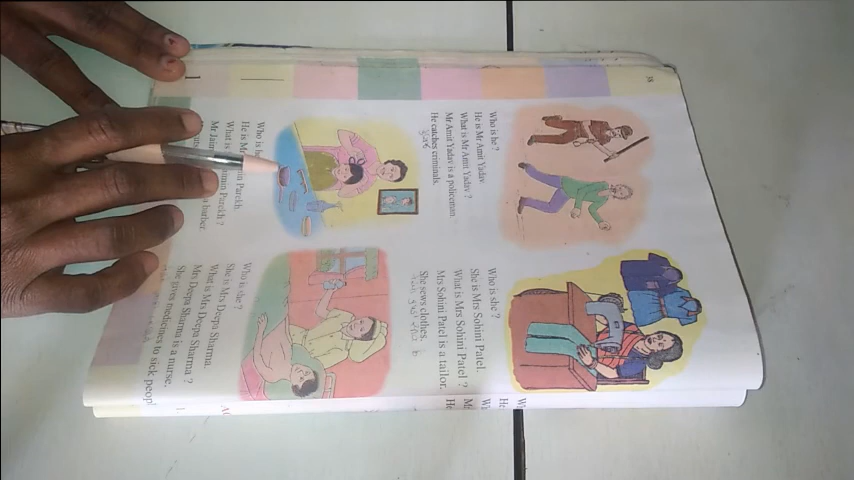 Who is he ?
He is Mr Amit Yadav.
What is Mr Amit Yadav ?
Mr Amit Yadav is a policeman.
He catches criminals.
Who is she ?
She is Mrs Sohini Patel.
What is Mrs Sohini Patel ?
Mrs Sohini Patel is a tailor.
She sews clothes.
Who is
He is Mr Parekh.
What is Parekh ?
Mr barber.
Who is she ?
She is Mrs Deepa Sharma.
What is Mrs Deepa Sharma ?
Mrs Deepa Sharma is a nurse.
She gives medicines to sick